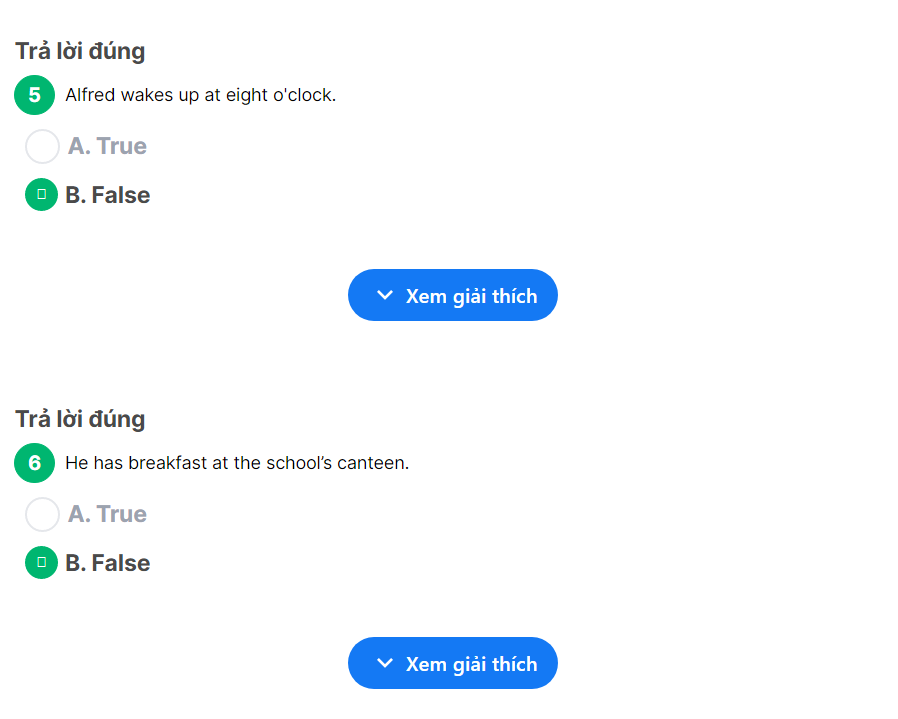 Trả lời đúng
5 Alfred wakes up at eight o'clock.
A. True
B. False
Xem giải thích
Trả lời đúng
6 He has breakfast at the school’s canteen.
A. True
B. False
Xem giải thích